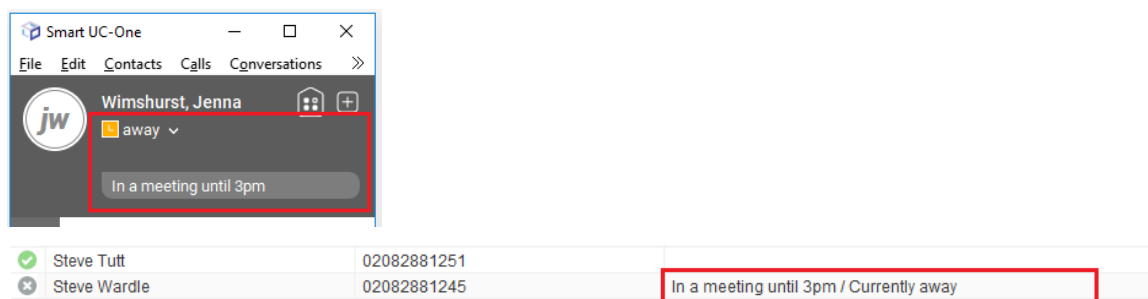 Smart UC-One
File Edit Contacts Calls Conversations »
Wimshurst, Jenna
jw
away
In a meeting until 3pm
Steve Tutt 02082881251
Steve Wardle 02082881245 In a meeting until 3pm / Currently away